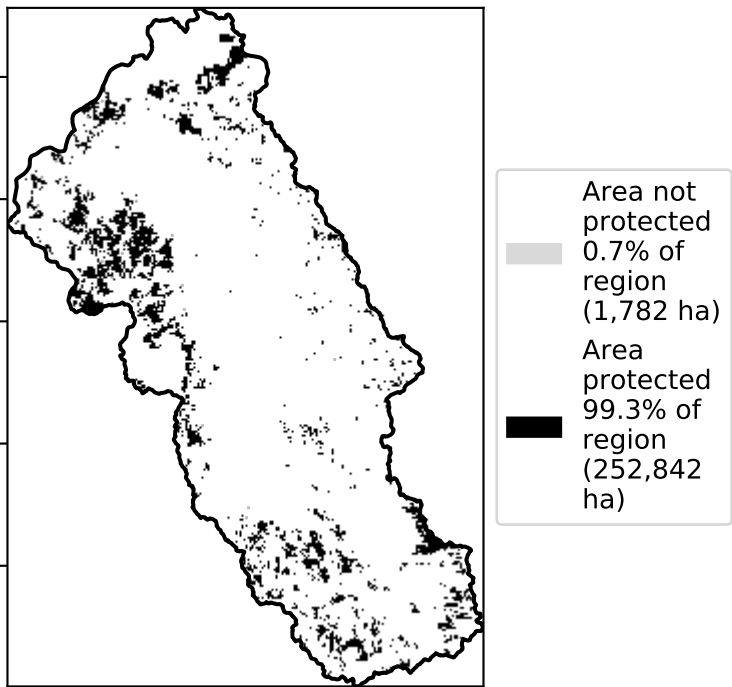 Area not
protected
0.7% of
region
(1,782 ha)
Area
protected
99.3% of
region
(252,842
ha)